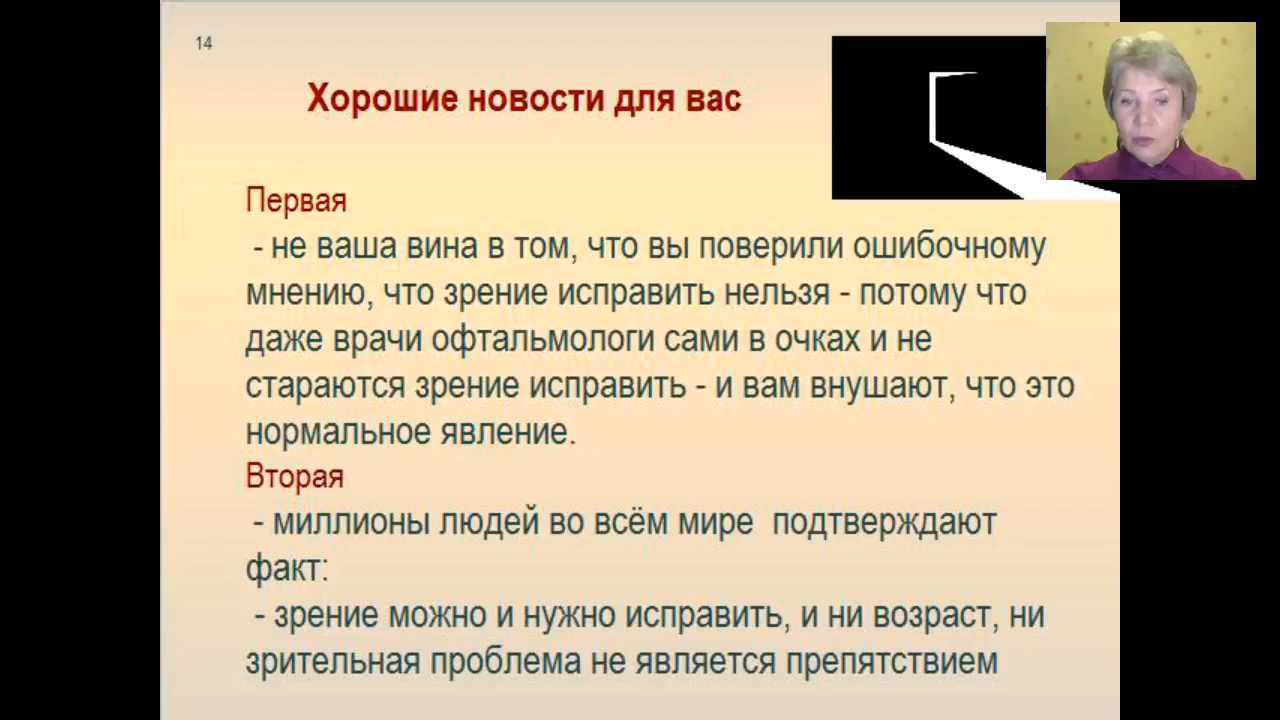 14
Хорошие новости для вас
Первая
- не ваша вина в том, что вы поверили ошибочному
мнению, что зрение исправить нельзя - потому что
даже врачи офтальмологи сами в очках и не
стараются зрение исправить - и вам внушают, что это
нормальное явление.
Вторая
- миллионы людей во всём мире подтверждают
факт:
- зрение можно и нужно исправить, и ни возраст, ни
зрительная проблема не является препятствием